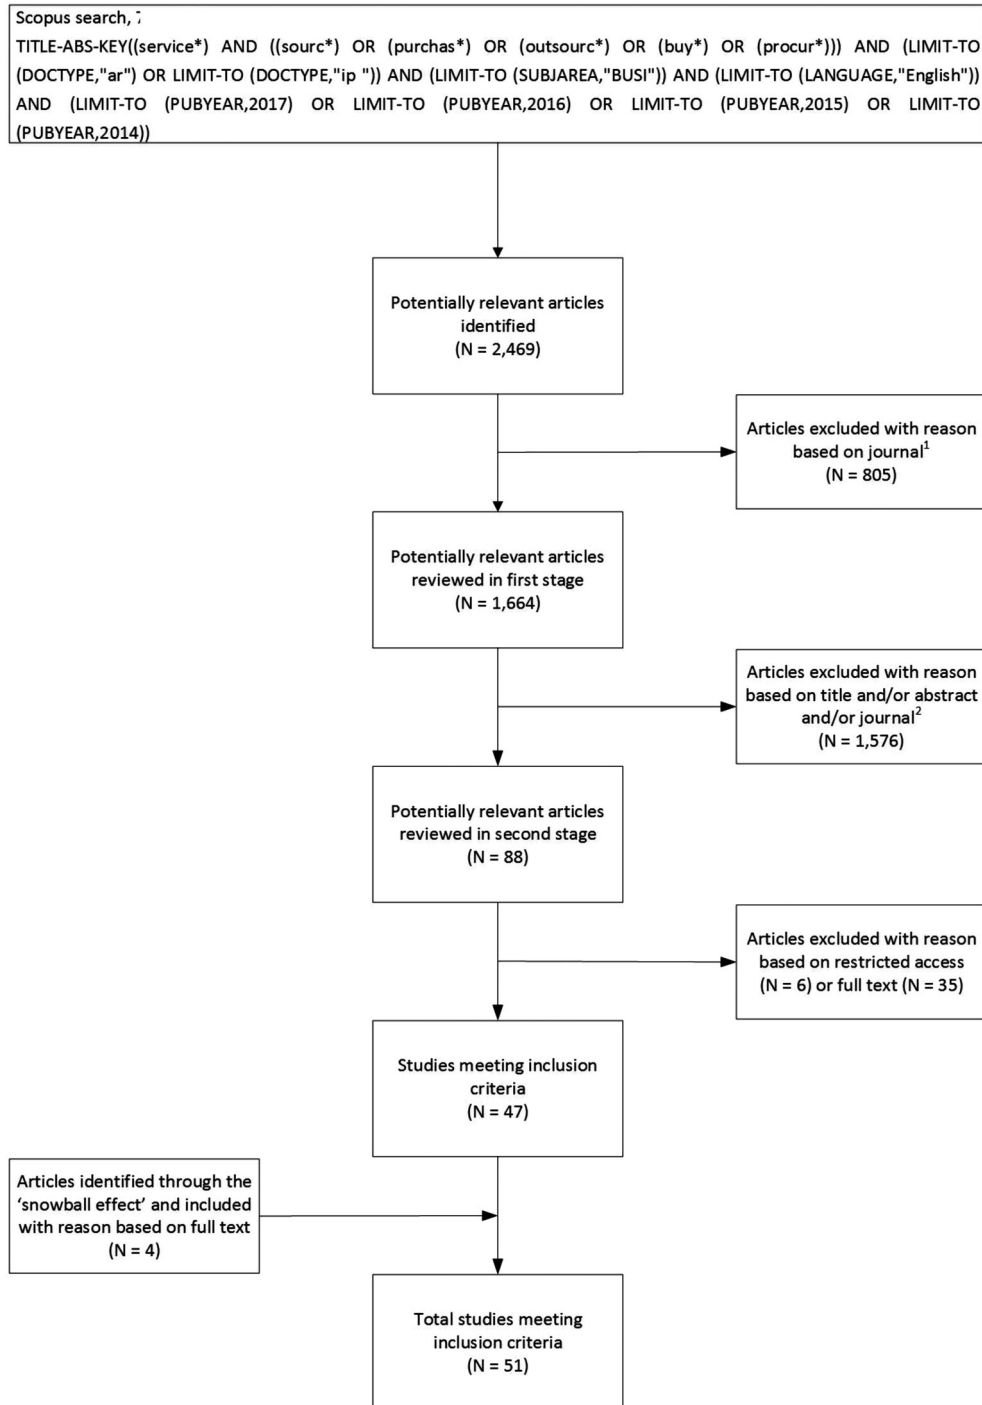 Scopus search,
TITLE-ABS-KEY((service*) AND ((sourc*) OR (purchas*) OR (outsourc*) OR (buy*) OR (procur*))) AND (LIMIT-TO
(DOCTYPE,"ar") OR LIMIT-TO (DOCTYPE,"ip ")) AND (LIMIT-TO (SUBJAREA,"BUSI")) AND (LIMIT-TO (LANGUAGE,"English"))
AND (LIMIT-TO (PUBYEAR,2017) OR LIMIT-TO (PUBYEAR,2016) OR LIMIT-TO (PUBYEAR,2015) OR LIMIT-TO
(PUBYEAR,2014))
Potentially relevant articles
identified
(N = 2,469)
Articles excluded with reason
based on journal¹
(N = 805)
Potentially relevant articles
reviewed in first stage
(N = 1,664)
Articles excluded with reason
based on title and/or abstract
and/or journal²
(N = 1,576)
Potentially relevant articles
reviewed in second stage
(N = 88)
Articles excluded with reason
based on restricted access
(N = 6) or full text (N = 35)
Studies meeting inclusion
criteria
(N = 47)
Articles identified through the
‘snowball effect’ and included
with reason based on full text
(N = 4)
Total studies meeting
inclusion criteria
(N = 51)